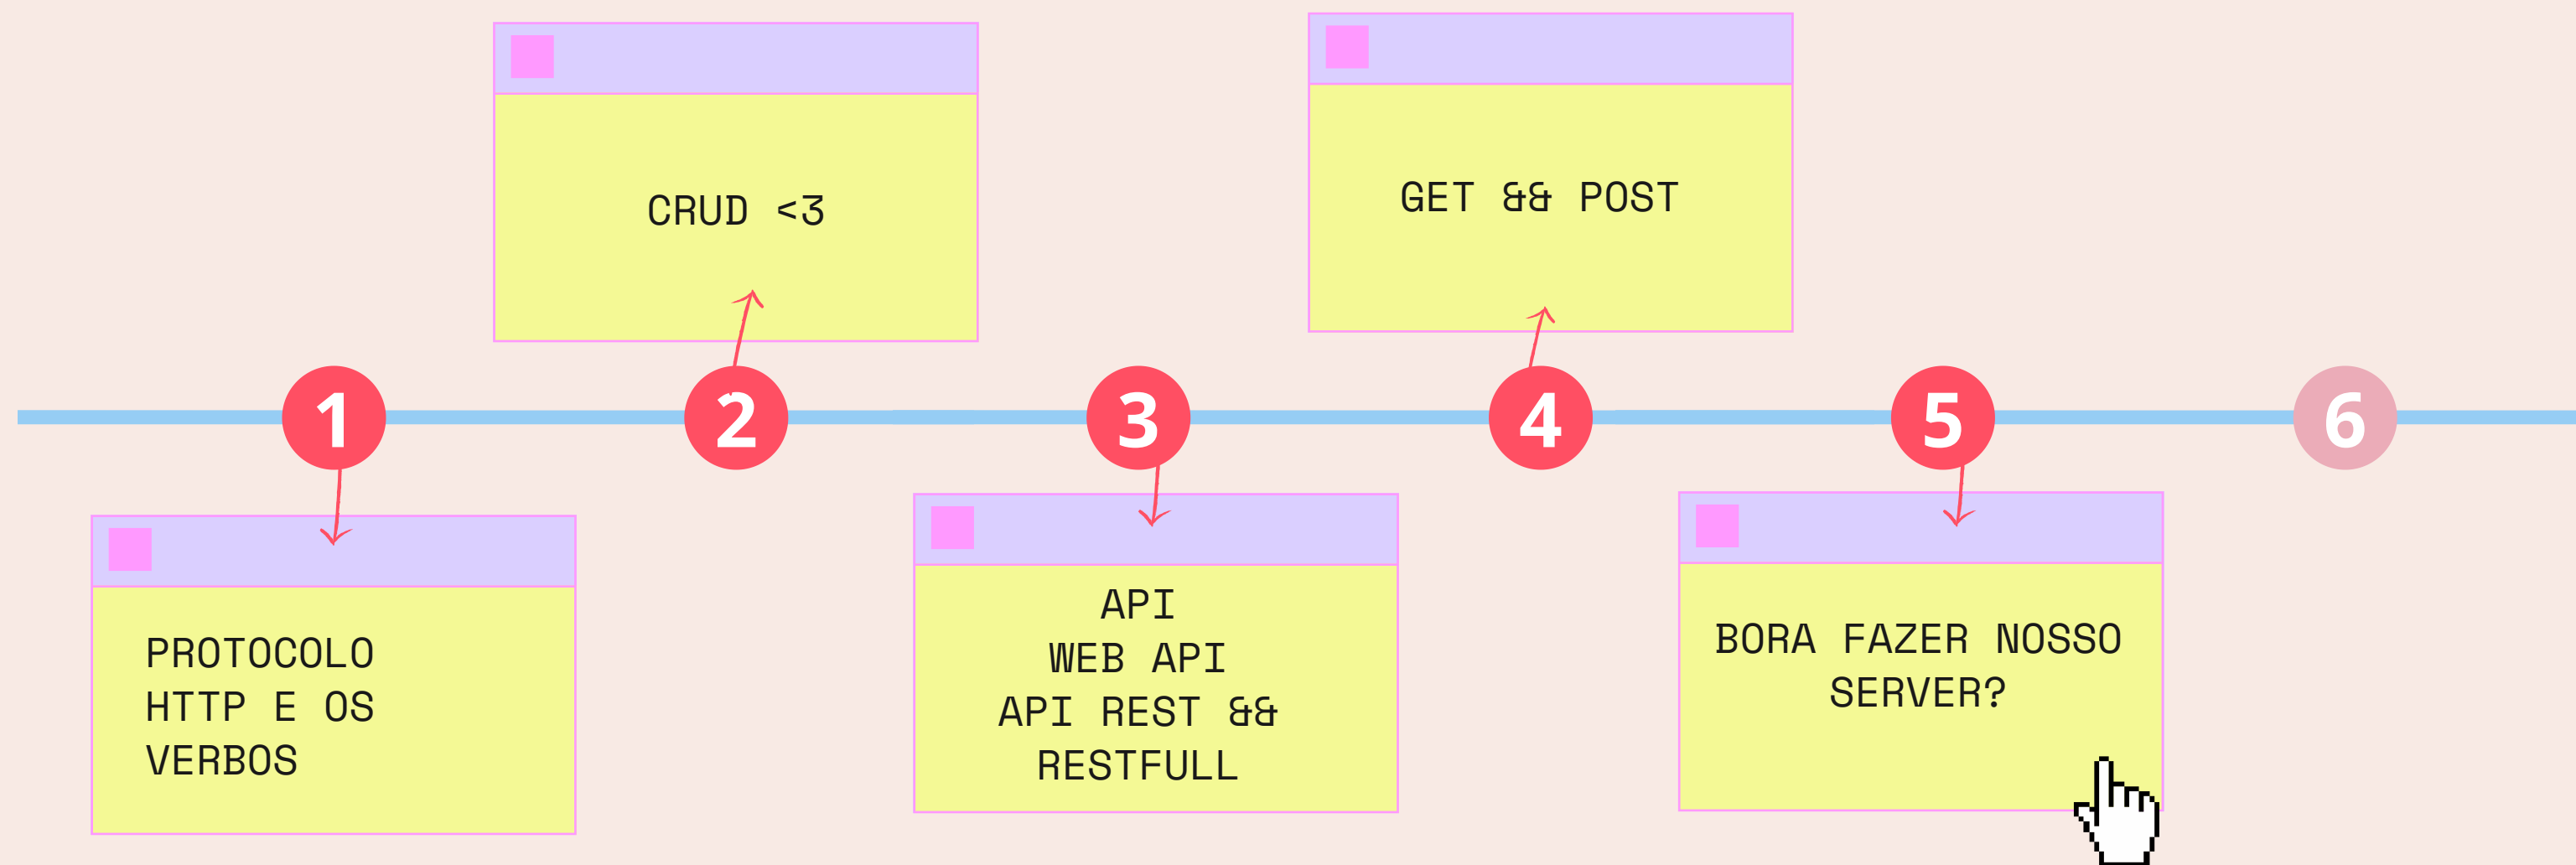 CRUD <3
GET && POST
1
2
3
4
5
6
PROTOCOLO
HTTP E OS
VERBOS
API
WEB API
API REST &&
RESTFULL
BORA FAZER NOSSO
SERVER?